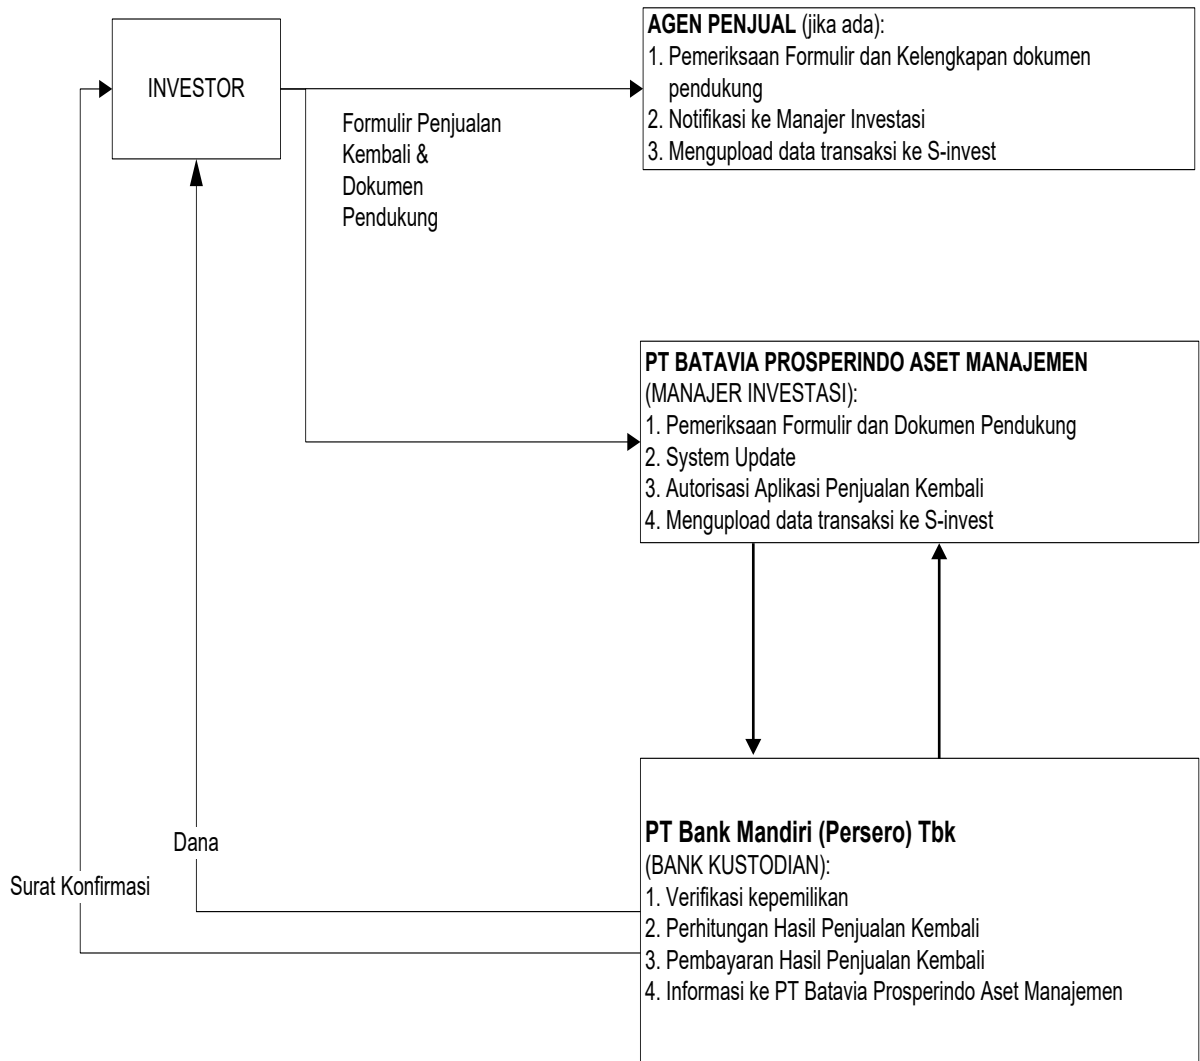 INVESTOR
AGEN PENJUAL (jika ada):
1. Pemeriksaan Formulir dan Kelengkapan dokumen
pendukung
2. Notifikasi ke Manajer Investasi
3. Mengupload data transaksi ke S-invest
Formulir Penjualan
Kembali &
Dokumen
Pendukung
PT BATAVIA PROSPERINDO ASET MANAJEMEN
(MANAJER INVESTASI):
1. Pemeriksaan Formulir dan Dokumen Pendukung
2. System Update
3. Autorisasi Aplikasi Penjualan Kembali
4. Mengupload data transaksi ke S-invest
Dana
Surat Konfirmasi
PT Bank Mandiri (Persero) Tbk
(BANK KUSTODIAN):
1. Verifikasi kepemilikan
2. Perhitungan Hasil Penjualan Kembali
3. Pembayaran Hasil Penjualan Kembali
4. Informasi ke PT Batavia Prosperindo Aset Manajemen